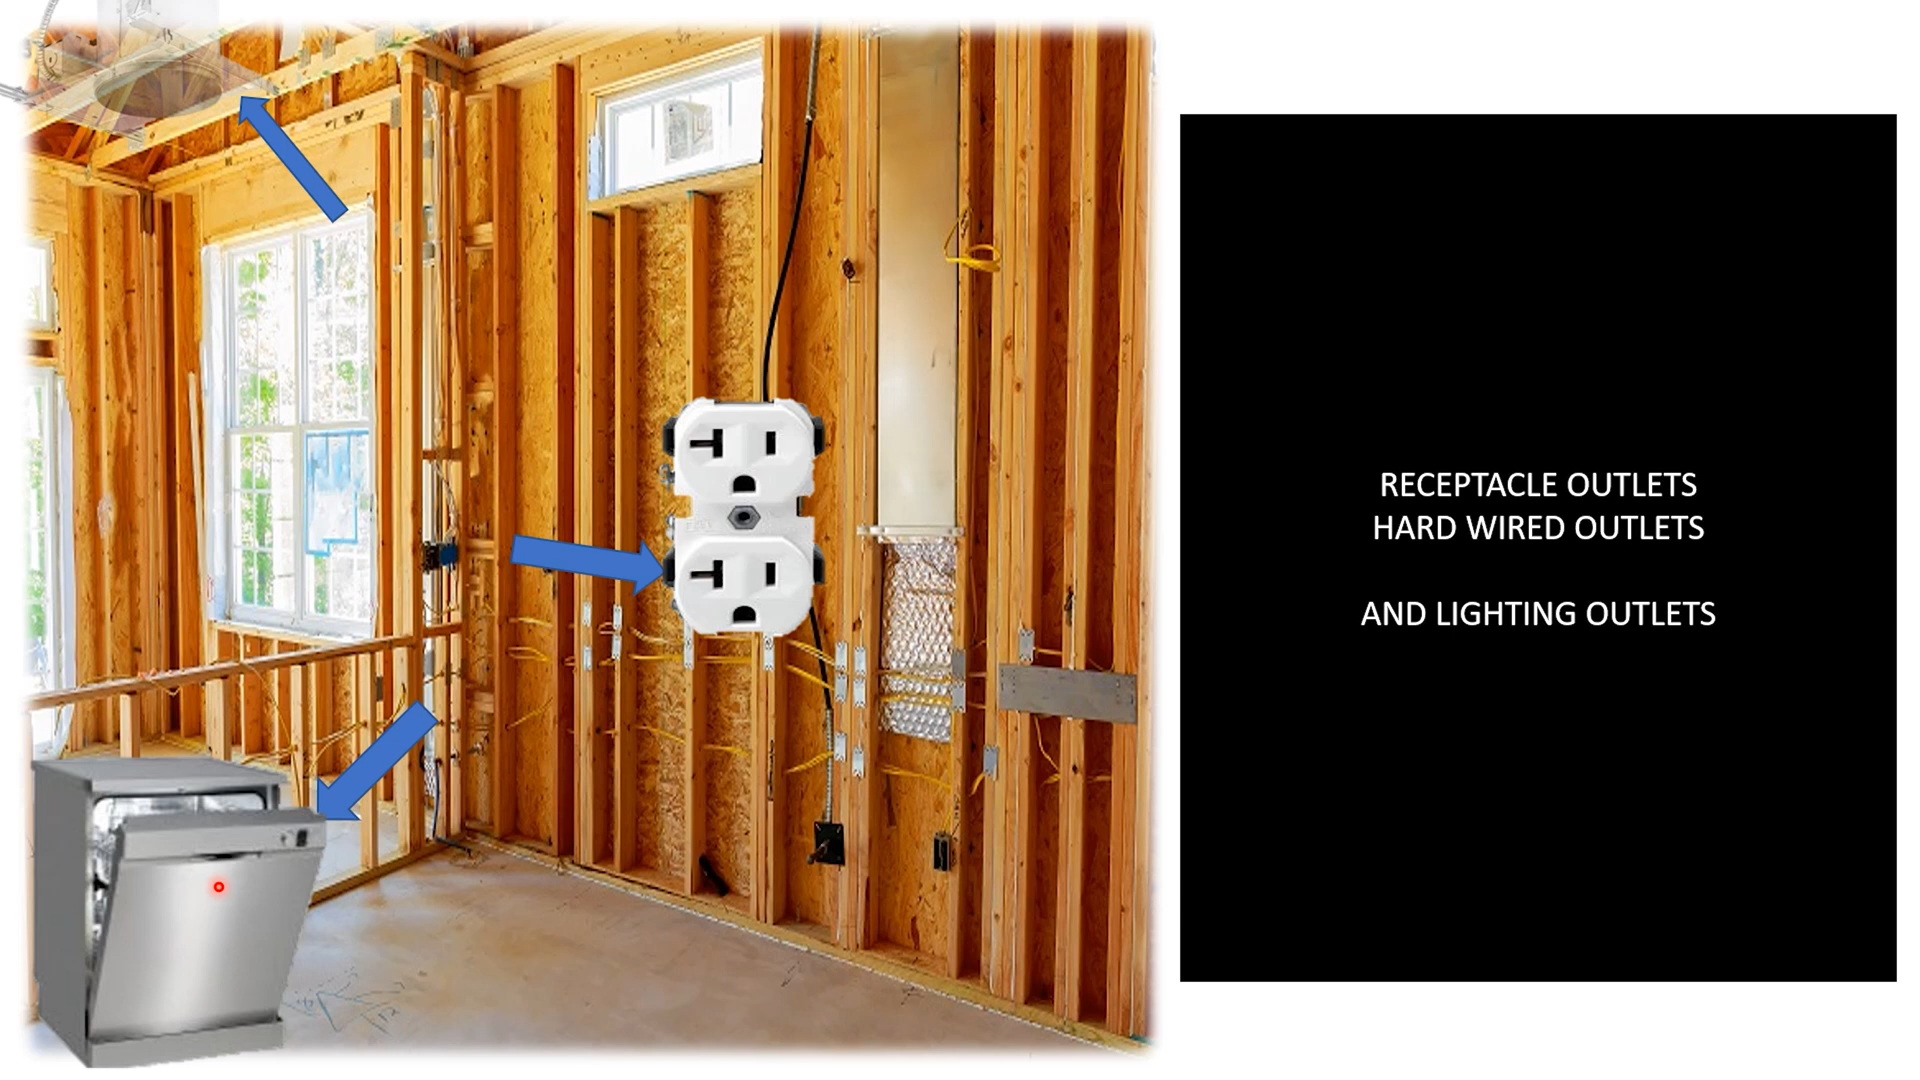 RECEPTACLE OUTLETS
HARD WIRED OUTLETS
AND LIGHTING OUTLETS